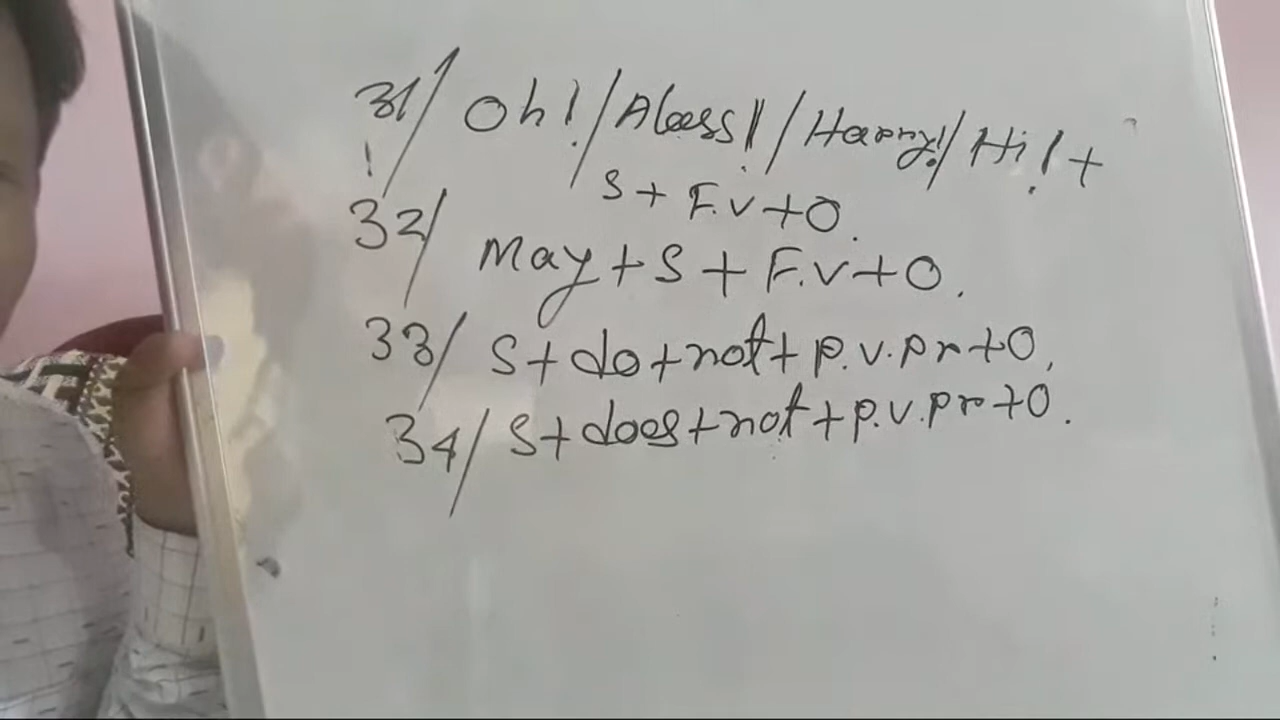 31/ Oh!/Alass!/Harry!/Hi!+
S+F.V+O.
32/ May+S+F.V+O.
33/ S+do+not+p.v.pr+O.
34/ S+does+not+p.v.pr+O.